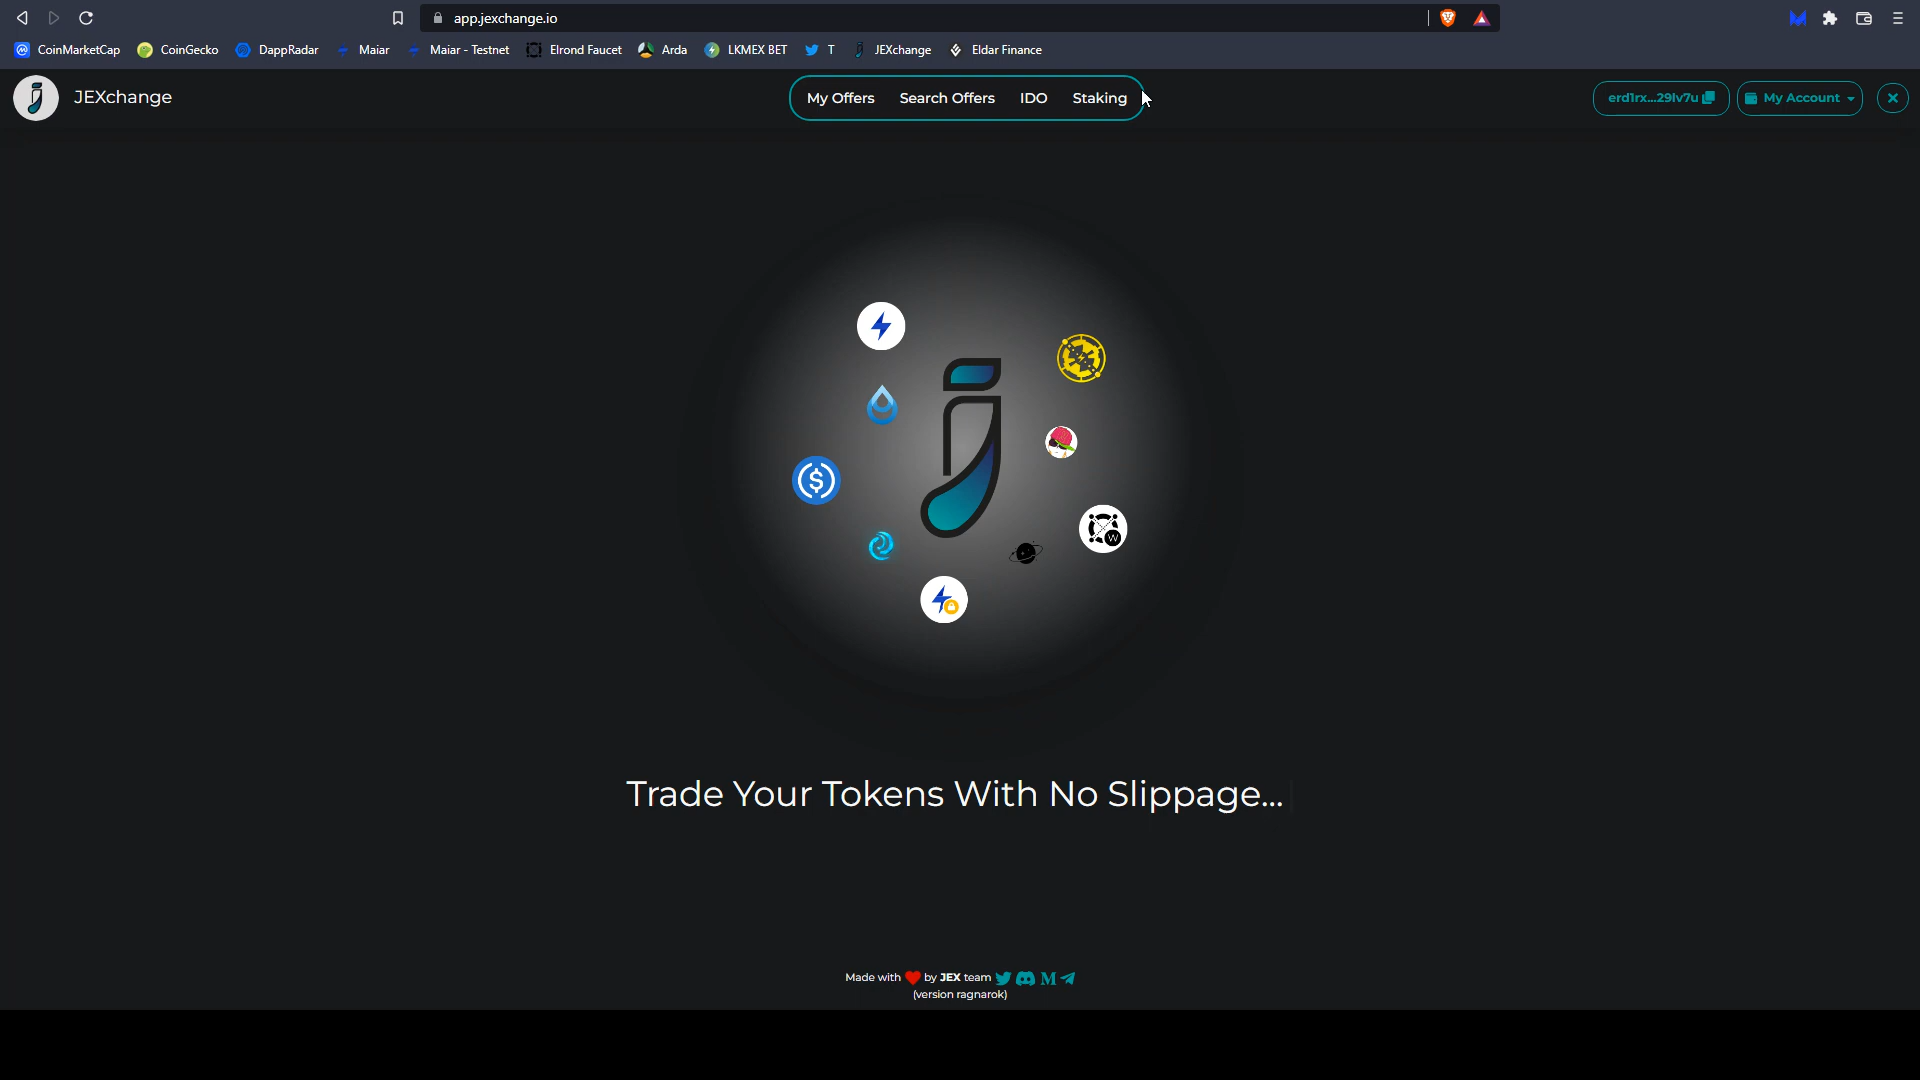 app.jexchange.io
CoinMarketCap CoinGecko DappRadar Maiar Maiar - Testnet Elrond Faucet Arda LKMEX BET T JEXchange Eldar Finance
JEXchange My Offers Search Offers IDO Staking erd1rx...29lv7u My Account
Trade Your Tokens With No Slippage...
Made with by JEX team
(version ragnarok)